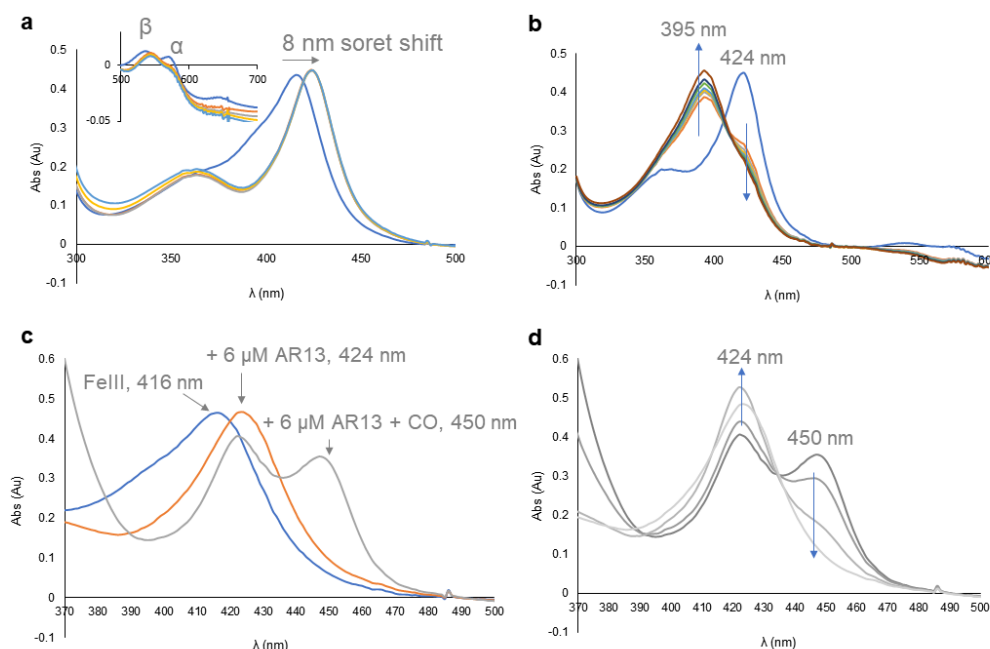 a
β
α
8 nm soret shift
0.5
0.4
0.3
0.2
0.1
0
-0.1
0
-0.05
500
600
700
Abs (Au)
300
350
400
450
500
λ (nm)
b
395 nm
424 nm
0.5
0.4
0.3
0.2
0.1
0
-0.1
Abs (Au)
300
350
400
450
500
550
600
λ (nm)
c
+ 6 µM AR13, 424 nm
FeIII, 416 nm
+ 6 µM AR13 + CO, 450 nm
0.6
0.5
0.4
0.3
0.2
0.1
0
-0.1
Abs (Au)
370 380 390 400 410 420 430 440 450 460 470 480 490 500
λ (nm)
d
424 nm
450 nm
0.6
0.5
0.4
0.3
0.2
0.1
0
-0.1
Abs (Au)
370 380 390 400 410 420 430 440 450 460 470 480 490 500
λ (nm)